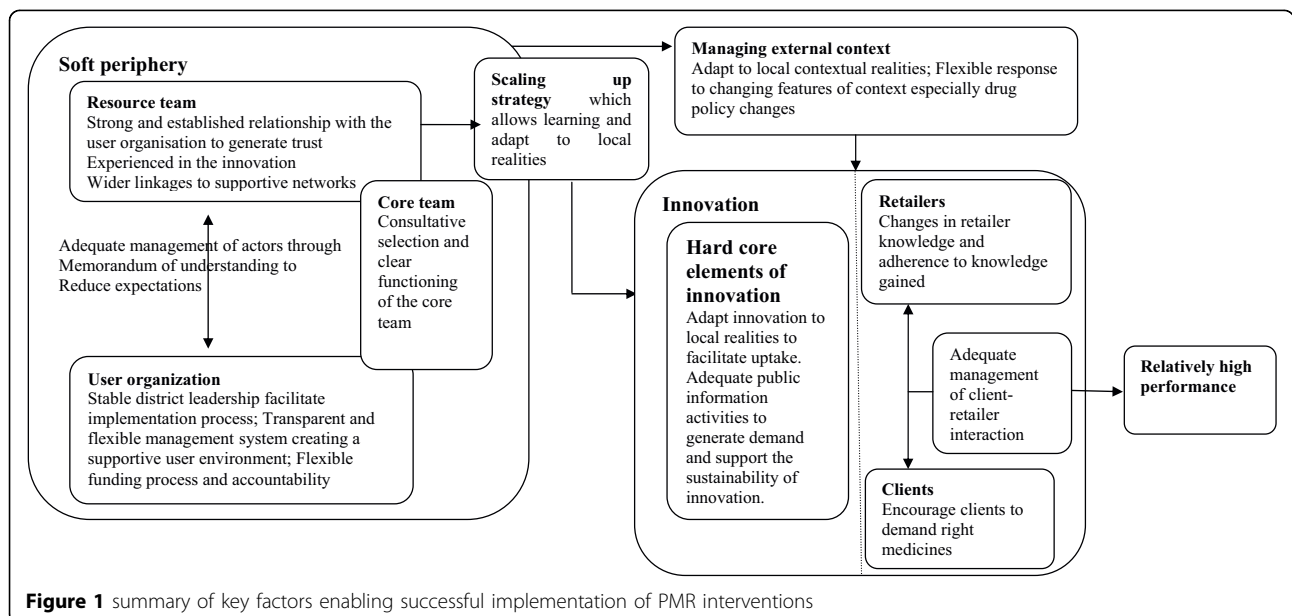 Soft periphery
Resource team
Strong and established relationship with the
user organisation to generate trust
Experienced in the innovation
Wider linkages to supportive networks
Adequate management of actors through
Memorandum of understanding to
Reduce expectations
Core team
Consultative
selection and
clear
functioning
of the core
team
User organization
Stable district leadership facilitate
implementation process; Transparent and
flexible management system creating a
supportive user environment; Flexible
funding process and accountability
Scaling up
strategy which
allows learning and
adapt to local
realities
Managing external context
Adapt to local contextual realities; Flexible response
to changing features of context especially drug
policy changes
Innovation
Hard core
elements of
innovation
Adapt innovation to
local realities to
facilitate uptake.
Adequate public
information
activities to
generate demand
and support the
sustainability of
innovation.
Retailers
Changes in retailer
knowledge and
adherence to knowledge
gained
Adequate
management
of client-
retailer
interaction
Clients
Encourage clients to
demand right
medicines
Relatively high
performance
Figure 1 summary of key factors enabling successful implementation of PMR interventions